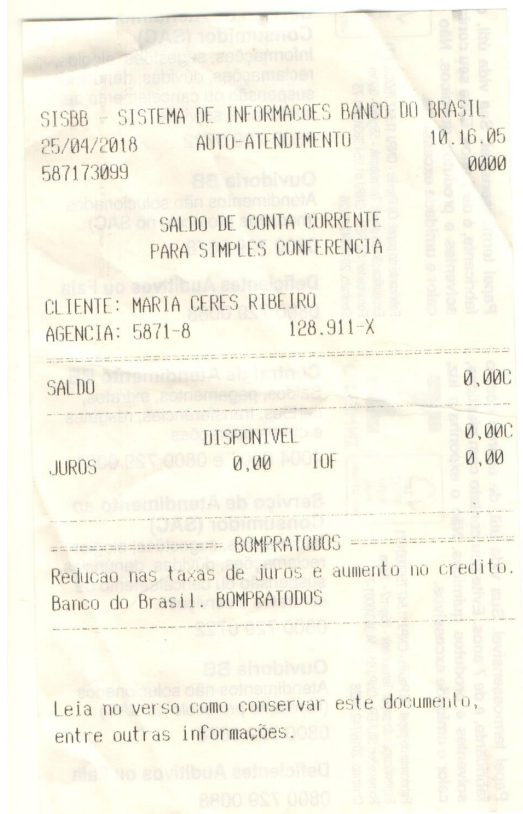 SISBB - SISTEMA DE INFORMACOES BANCO DO BRASIL
25/04/2018 AUTO-ATENDIMENTO 10.16.05
587173099 0000
SALDO DE CONTA CORRENTE
PARA SIMPLES CONFERENCIA
CLIENTE: MARIA CERES RIBEIRO
AGENCIA: 5871-8 128.911-X
SALDO 0,00C
DISPONIVEL 0,00C
JUROS 0,00 IOF 0,00
BOMPRATODOS
Reducao nas taxas de juros e aumento no credito.
Banco do Brasil. BOMPRATODOS
Leia no verso como conservar este documento,
entre outras informações.